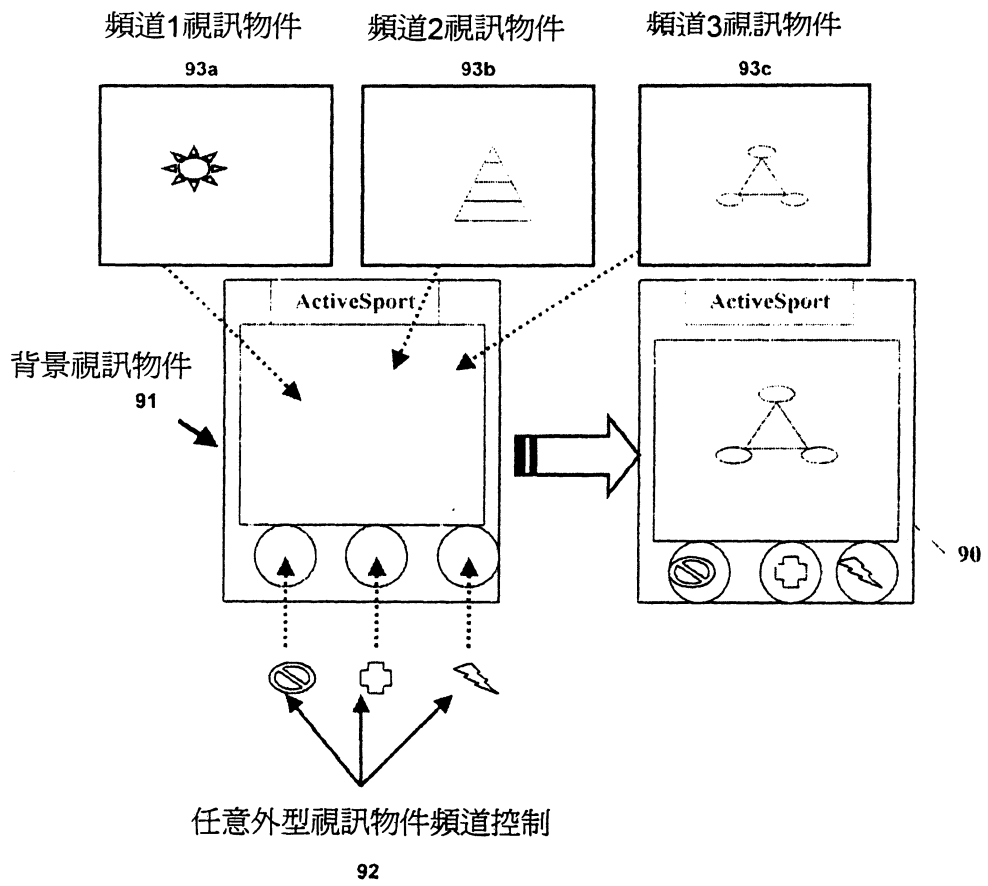 頻道1視訊物件
頻道2視訊物件
頻道3視訊物件
93a
93b
93c
ActiveSport
ActiveSport
背景視訊物件
91
90
任意外型視訊物件頻道控制
92